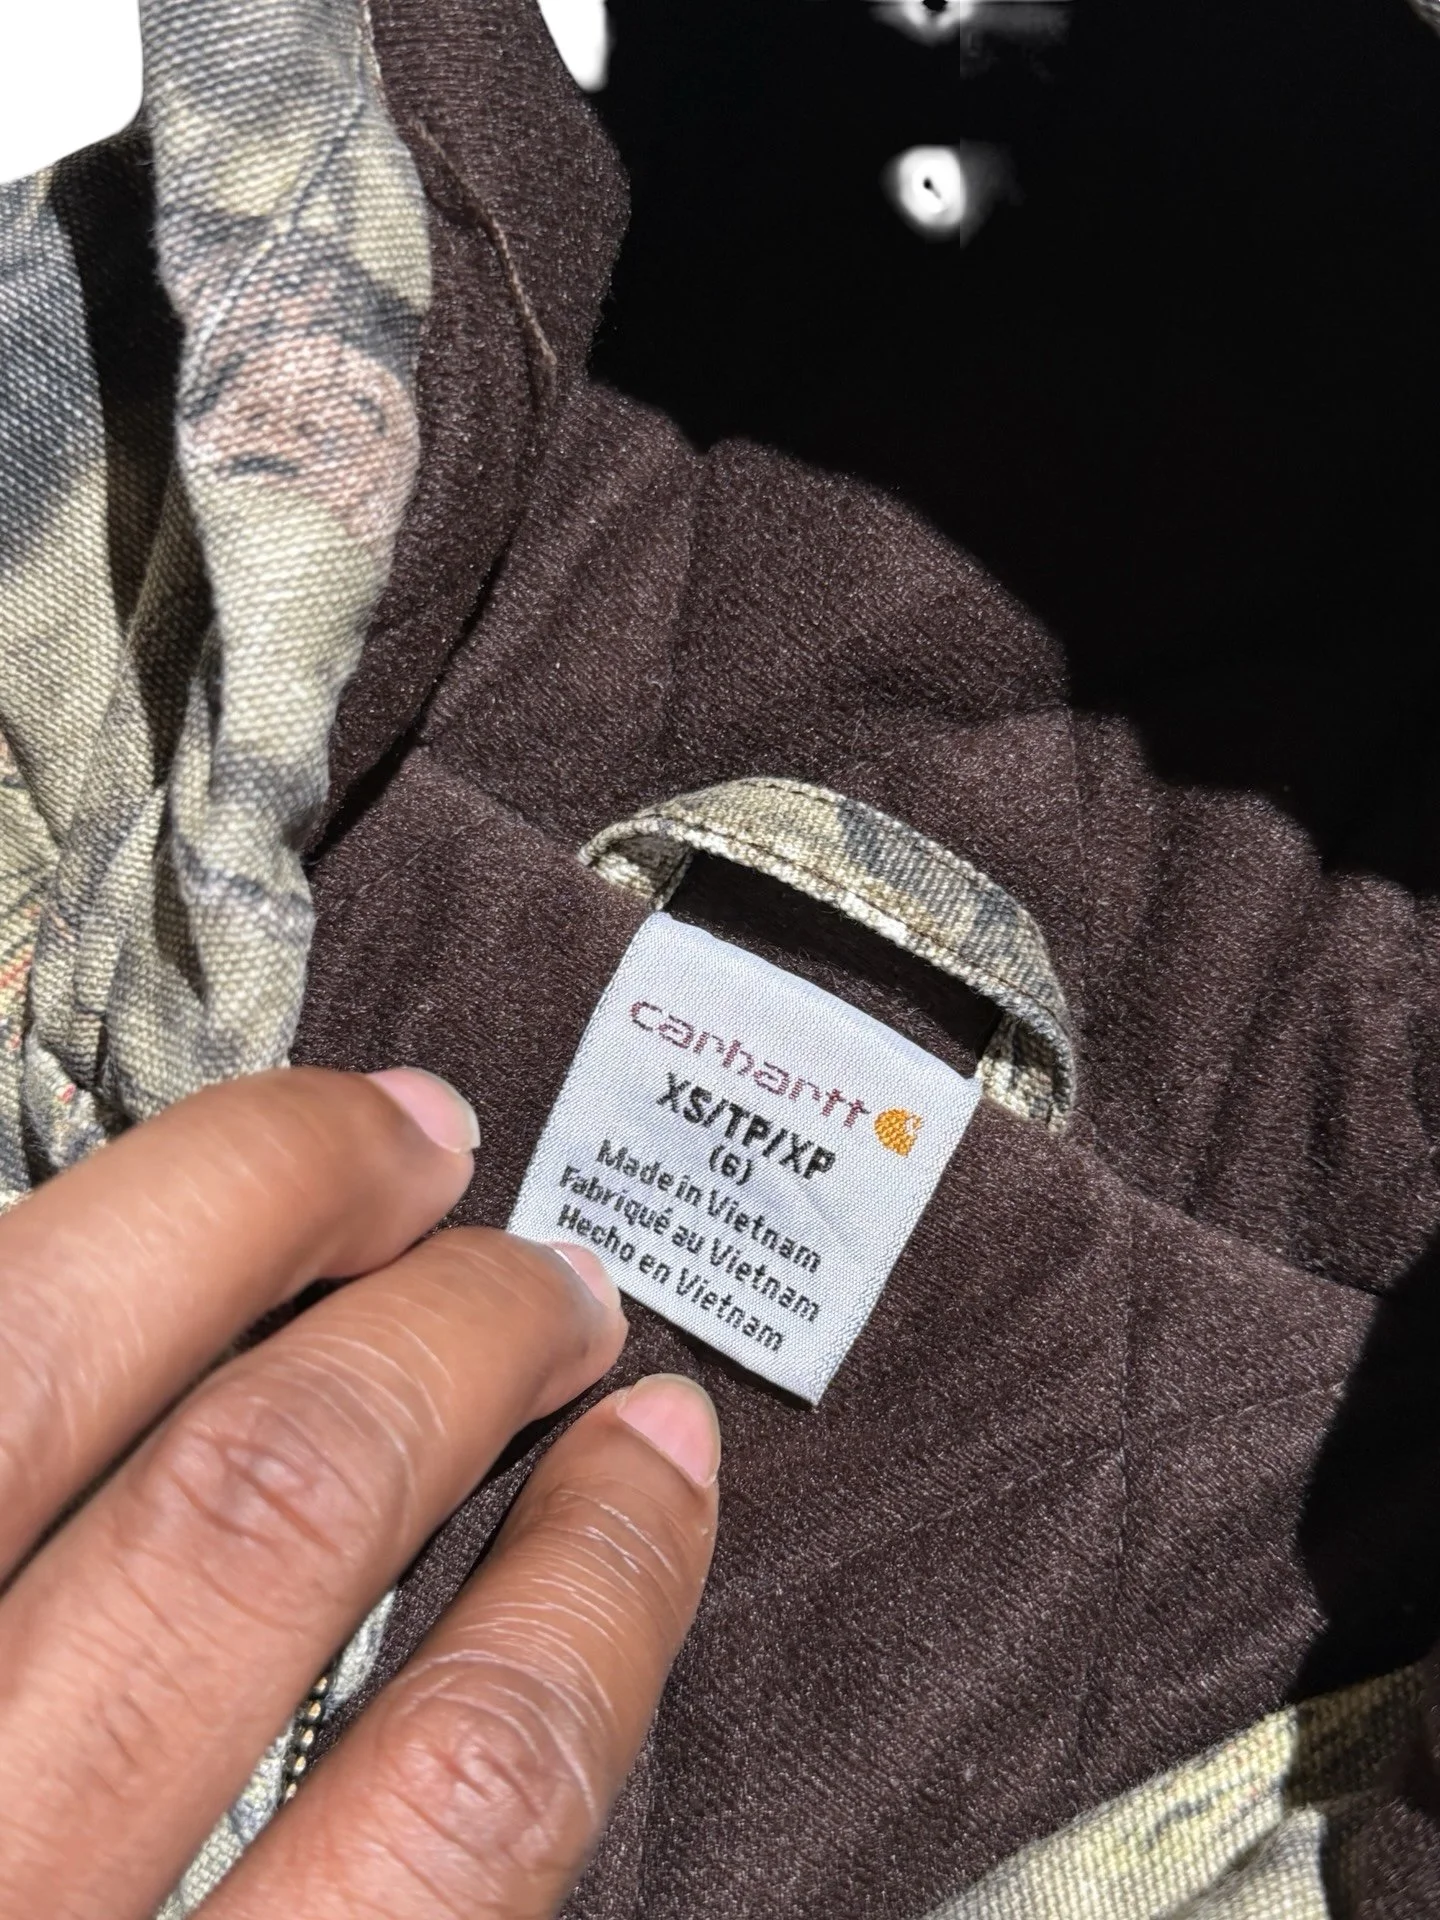 carhartt
XS/TP/XP
(6)
Made in Vietnam
Fabriqué au Vietnam
Hecho en Vietnam